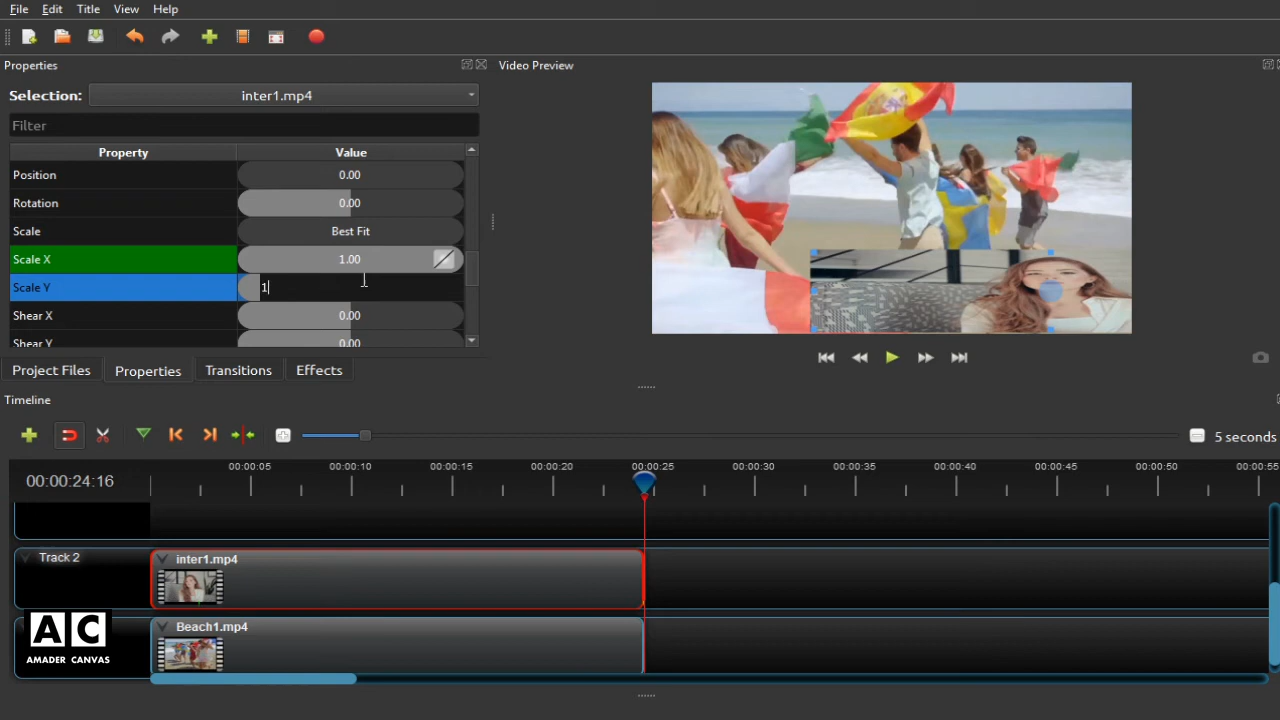 File Edit Title View Help
Properties
Video Preview
Selection: inter1.mp4
Filter
Property Value
Position 0.00
Rotation 0.00
Scale Best Fit
Scale X 1.00
Scale Y 1
Shear X 0.00
Shear Y 0.00
Project Files Properties Transitions Effects
Timeline
5 seconds
00:00:24:16
00:00:05 00:00:10 00:00:15 00:00:20 00:00:25 00:00:30 00:00:35 00:00:40 00:00:45 00:00:50 00:00:55
Track 2
inter1.mp4
Beach1.mp4
AC
AMADER CANVAS